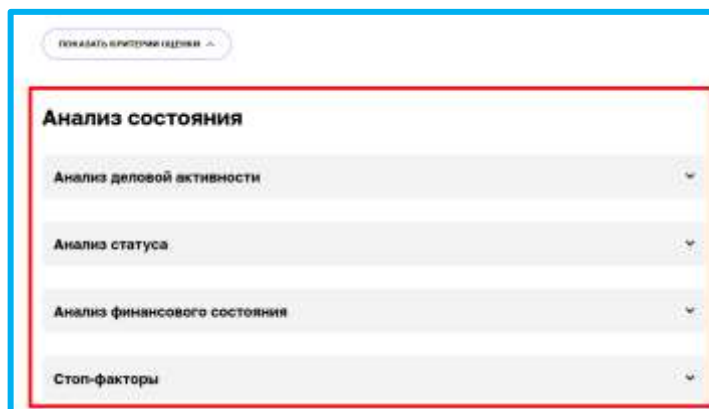 ПОКАЗАТЬ КРИТЕРИИ ОЦЕНКИ
Анализ состояния
Анализ деловой активности
Анализ статуса
Анализ финансового состояния
Стоп-факторы